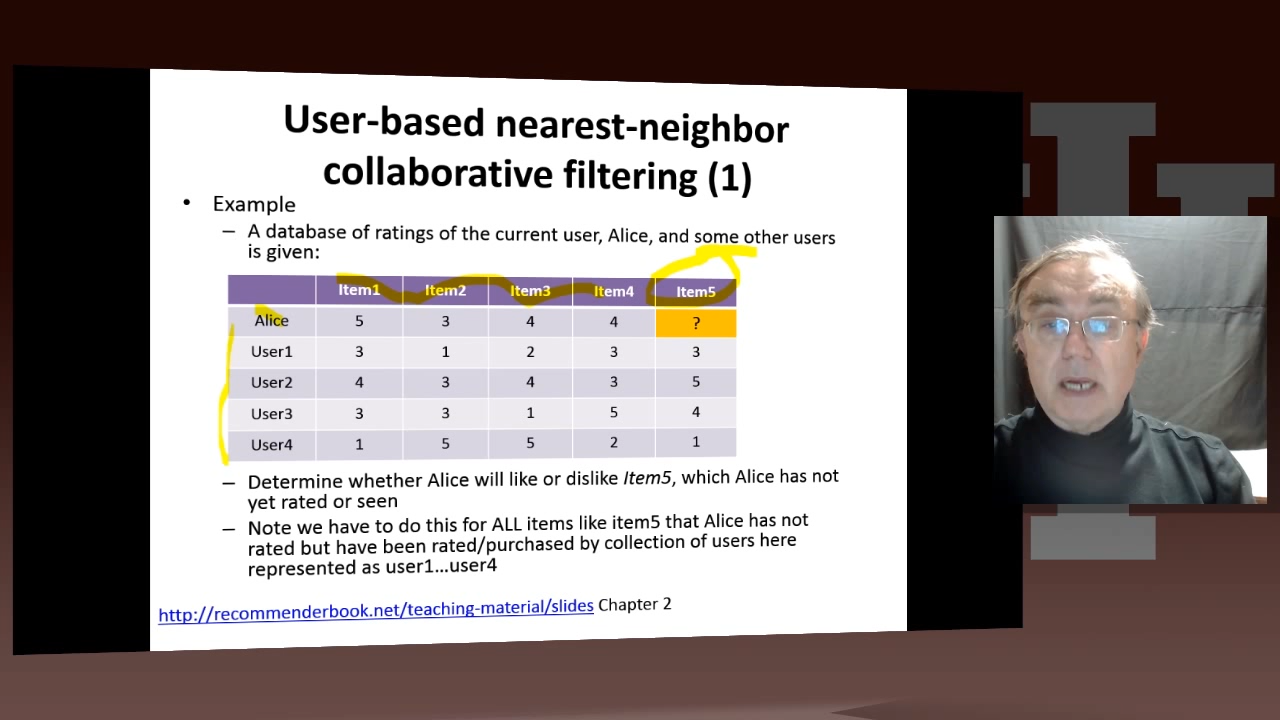 User-based nearest-neighbor
collaborative filtering (1)
• Example
– A database of ratings of the current user, Alice, and some other users
is given:
Item1 Item2 Item3 Item4 Item5
Alice 5 3 4 4 ?
User1 3 1 2 3 3
User2 4 3 4 3 5
User3 3 3 1 5 4
User4 1 5 5 2 1
– Determine whether Alice will like or dislike Item5, which Alice has not
yet rated or seen
– Note we have to do this for ALL items like item5 that Alice has not
rated but have been rated/purchased by collection of users here
represented as user1…user4
http://recommenderbook.net/teaching-material/slides Chapter 2